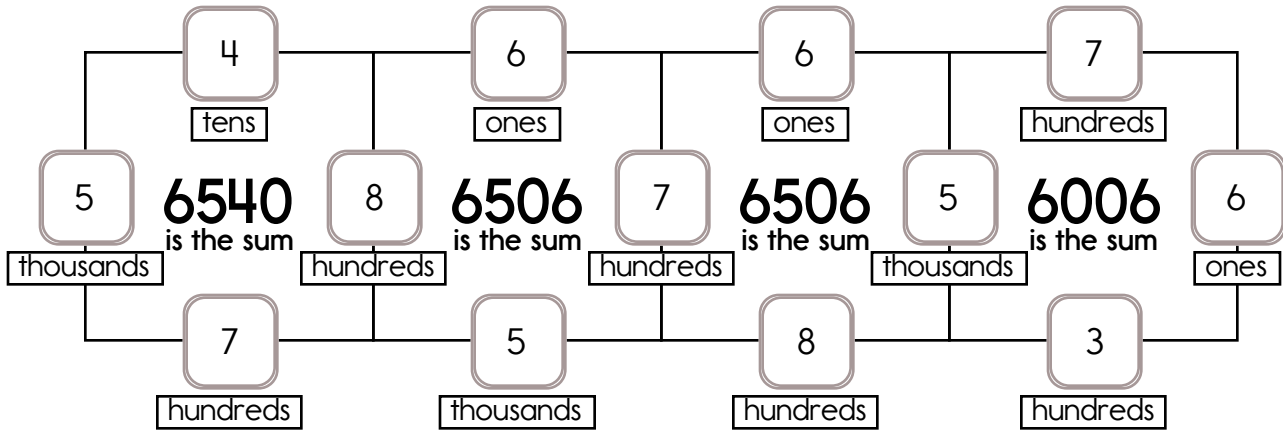 4 6 6 7
tens ones ones hundreds
5 6540 8 6506 7 6506 5 6006 6
is the sum is the sum is the sum is the sum
thousands hundreds hundreds thousands ones
7 5 8 3
hundreds thousands hundreds hundreds